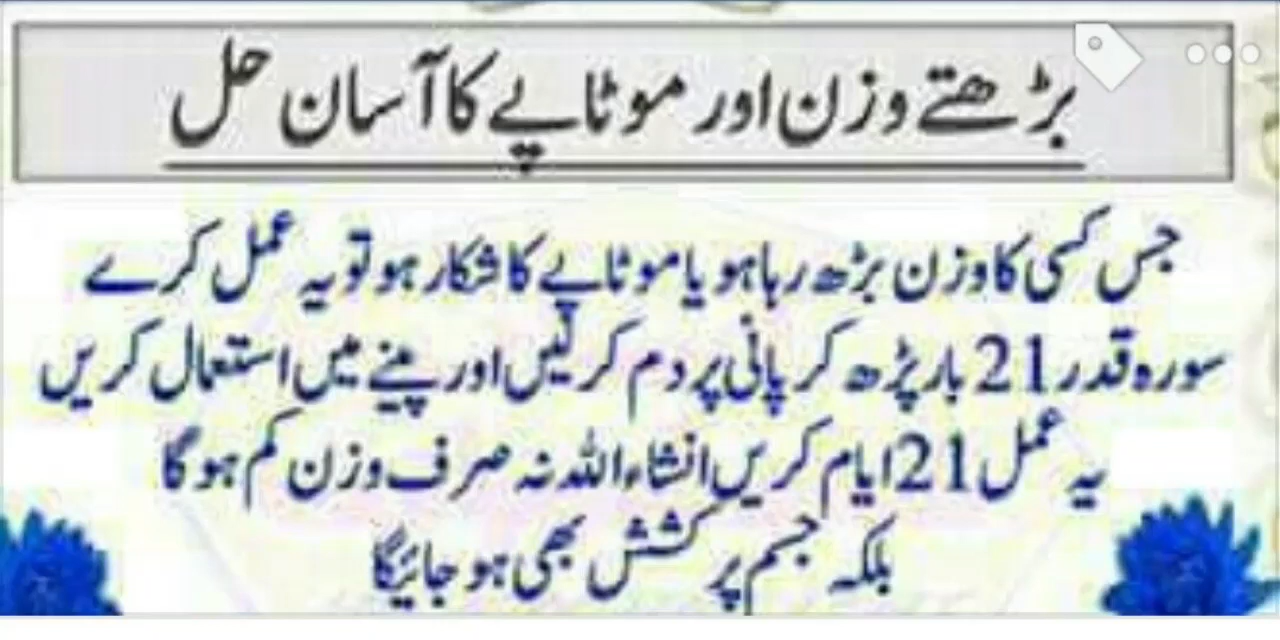 بڑھتے وزن اور موٹاپے کا آسان حل
جس کسی کا وزن بڑھ رہا ہو یا موٹاپے کا شکار ہو تو یہ عمل کرے
سورہ قدر 21 بار پڑھ کر پانی پر دم کر لیں اور پینے میں استعمال کریں
یہ عمل 21 ایام کریں انشاء اللہ نہ صرف وزن کم ہو گا
بلکہ جسم پر کشش بھی ہو جائیگا